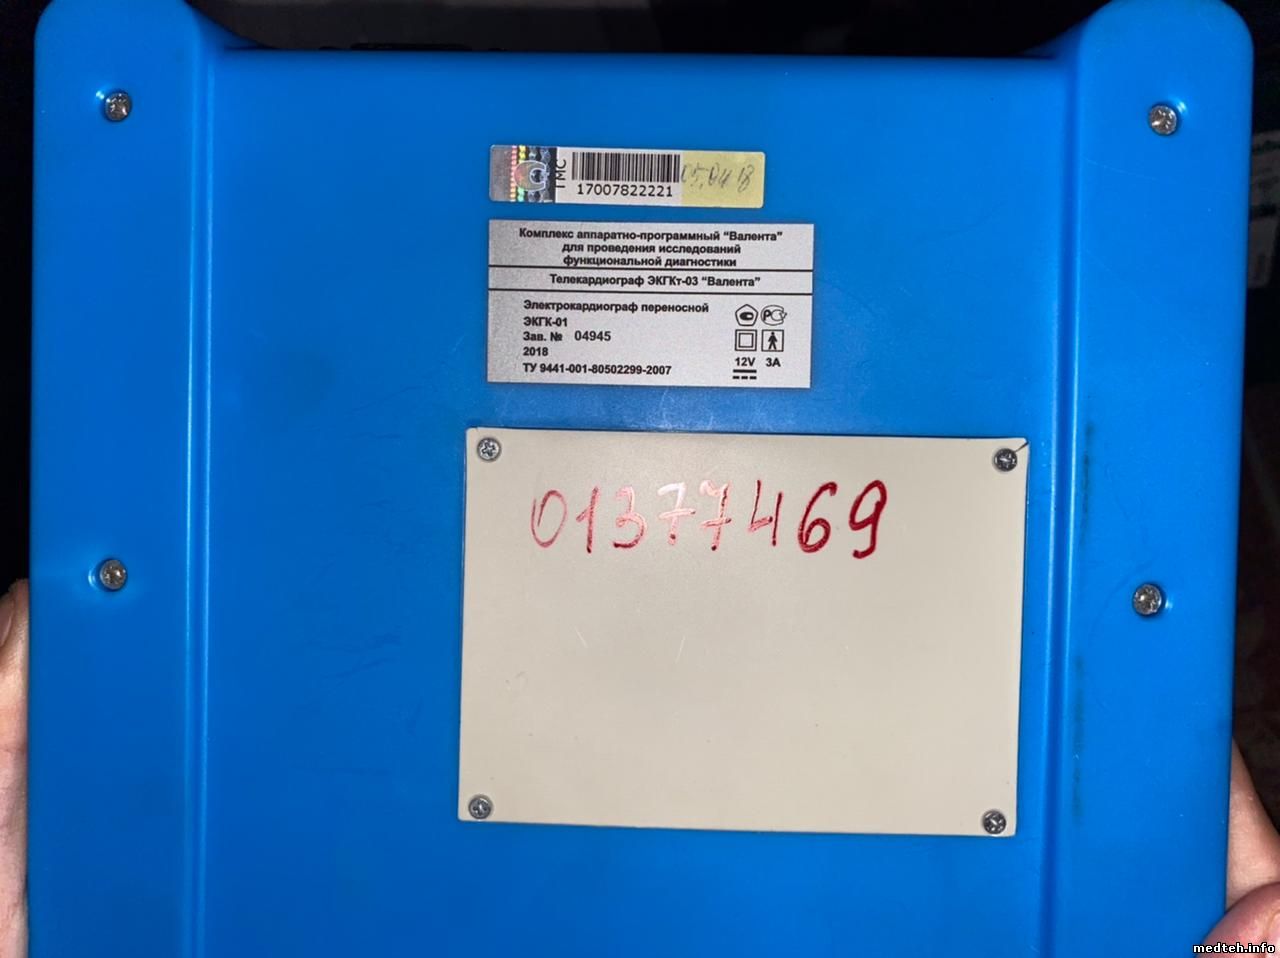 ГМС
17007822221
05.04 18
Комплекс аппаратно-программный "Валента"
для проведения исследований
функциональной диагностики
Телекардиограф ЭКГКт-03 "Валента"
Электрокардиограф переносной
ЭКГК-01
Зав. № 04945
2018
ТУ 9441-001-80502299-2007
12V 3A
01377469
medteh.info